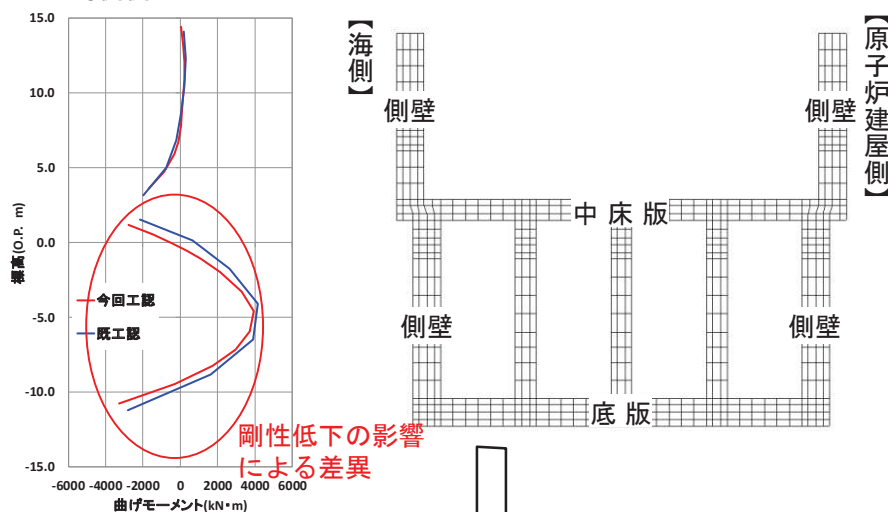 15.0
10.0
5.0
0.0
-5.0
-10.0
-15.0
標高(O.P. m)
今回工認
既工認
-6000 -4000 -2000 0 2000 4000 6000
曲げモーメント(kN・m)
剛性低下の影響
による差異
【海側】
【原子炉建屋側】
側壁
側壁
中床版
側壁
側壁
底版